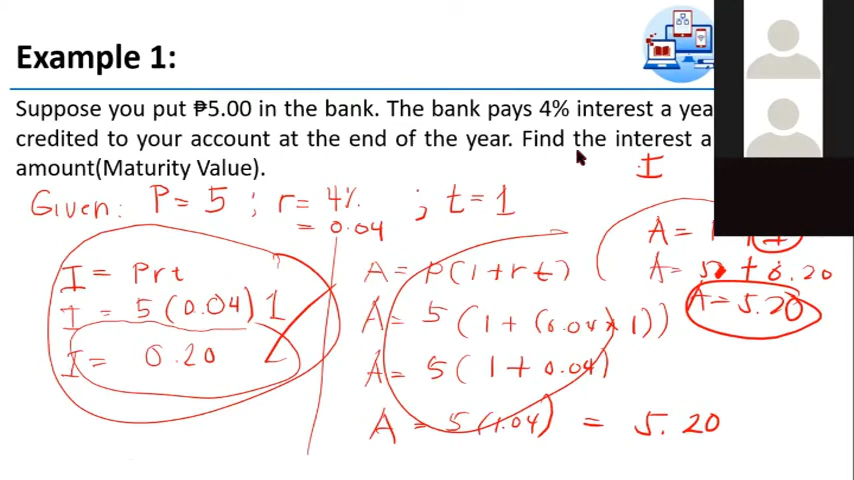 Example 1:
Suppose you put ₱5.00 in the bank. The bank pays 4% interest a yea
credited to your account at the end of the year. Find the interest a
amount(Maturity Value).
I
Given: P = 5 ; r = 4% ; t = 1
= 0.04
I = Prt
I = 5 (0.04) 1
I = 0.20
A = P(1 + r t)
A = 5 (1 + (0.04 x 1))
A = 5 ( 1 + 0.04)
A = 5 (1.04) = 5.20
A =
A = 5 + 0.20
A = 5.20